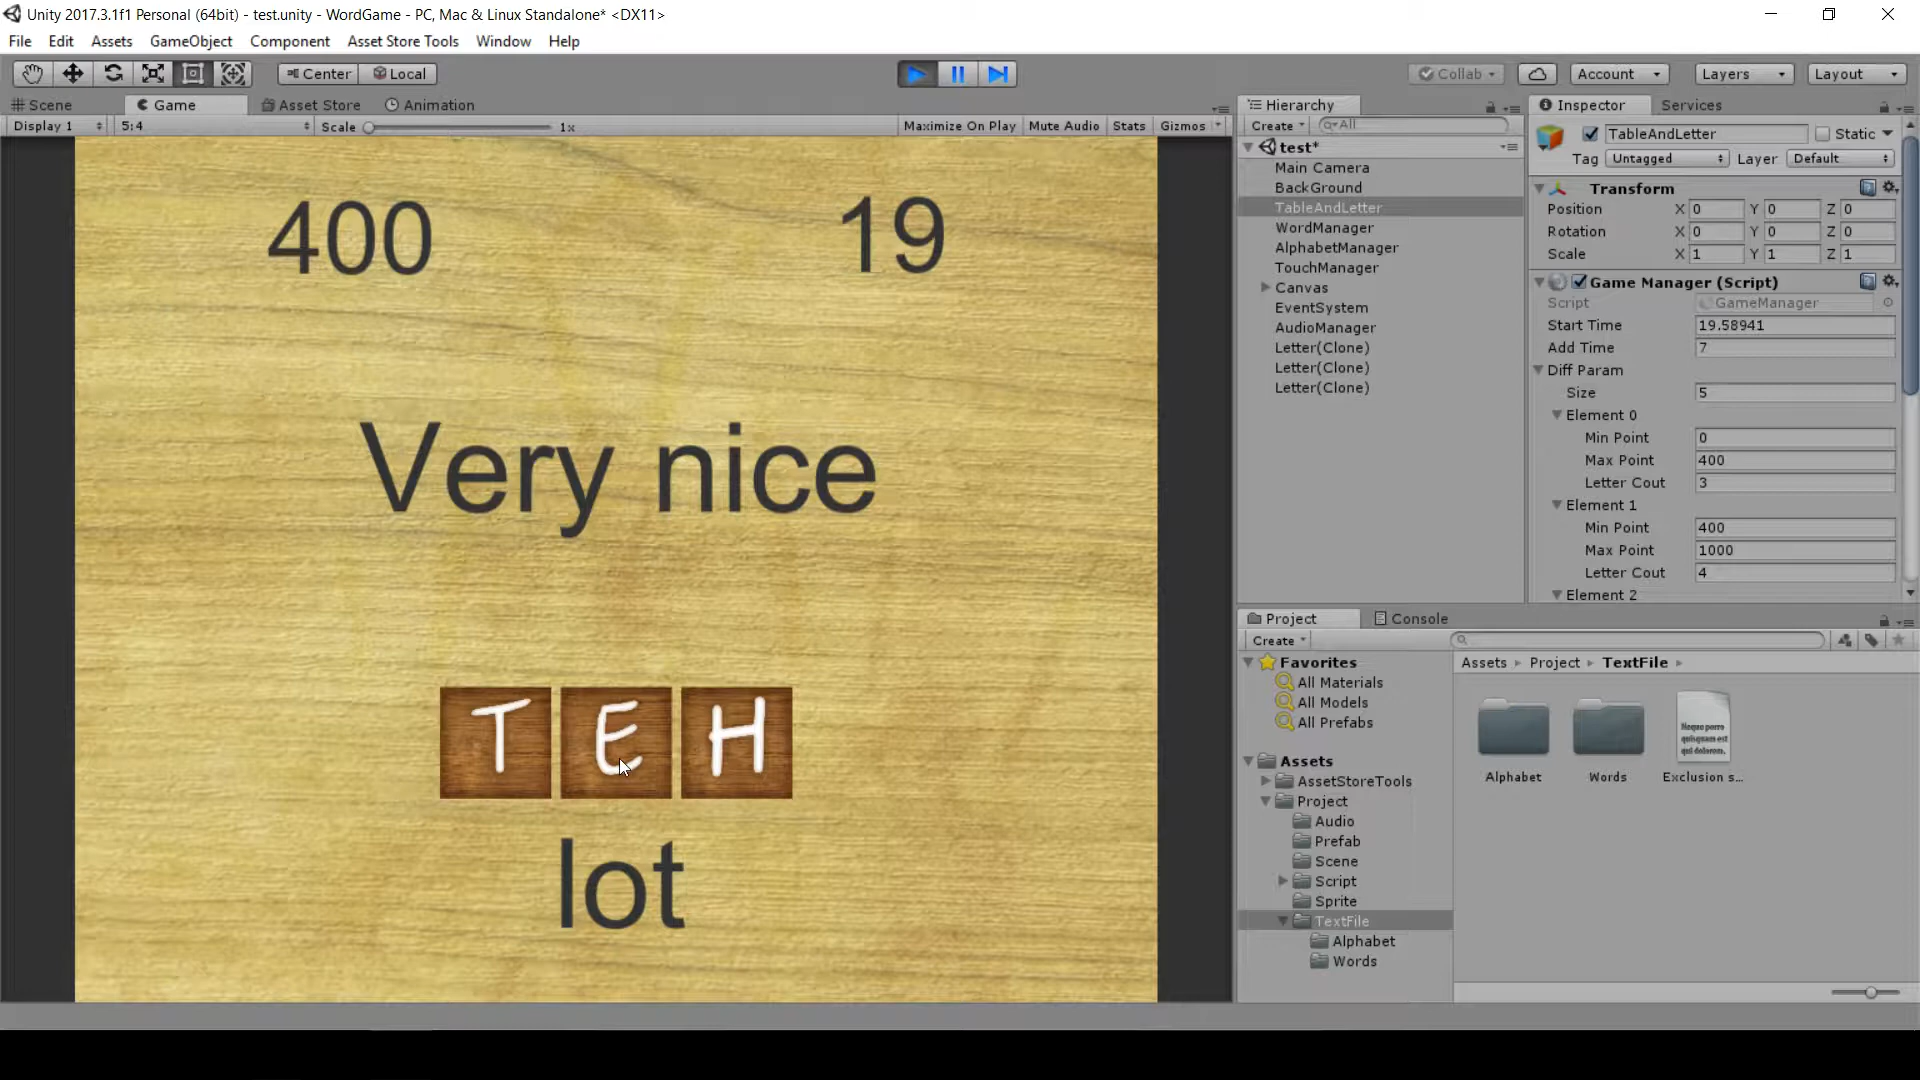 Unity 2017.3.1f1 Personal (64bit) - test.unity - WordGame - PC, Mac & Linux Standalone* <DX11>
File Edit Assets GameObject Component Asset Store Tools Window Help
Center Local Collab Account Layers Layout
Scene Game Asset Store Animation
Display 1 5:4 Scale 1x Maximize On Play Mute Audio Stats Gizmos
400 19
Very nice
T E H
lot
Hierarchy
Create All
test*
Main Camera
BackGround
TableAndLetter
WordManager
AlphabetManager
TouchManager
Canvas
EventSystem
AudioManager
Letter(Clone)
Letter(Clone)
Letter(Clone)
Inspector Services
TableAndLetter Static
Tag Untagged Layer Default
Transform
Position X 0 Y 0 Z 0
Rotation X 0 Y 0 Z 0
Scale X 1 Y 1 Z 1
Game Manager (Script)
Script GameManager
Start Time 19.58941
Add Time 7
Diff Param
Size 5
Element 0
Min Point 0
Max Point 400
Letter Cout 3
Element 1
Min Point 400
Max Point 1000
Letter Cout 4
Element 2
Project Console
Create
Favorites
All Materials
All Models
All Prefabs
Assets
AssetStoreTools
Project
Audio
Prefab
Scene
Script
Sprite
TextFile
Alphabet
Words
Assets Project TextFile
Neque porro
quisquam est
qui dolorem,
Alphabet Words Exclusion s...